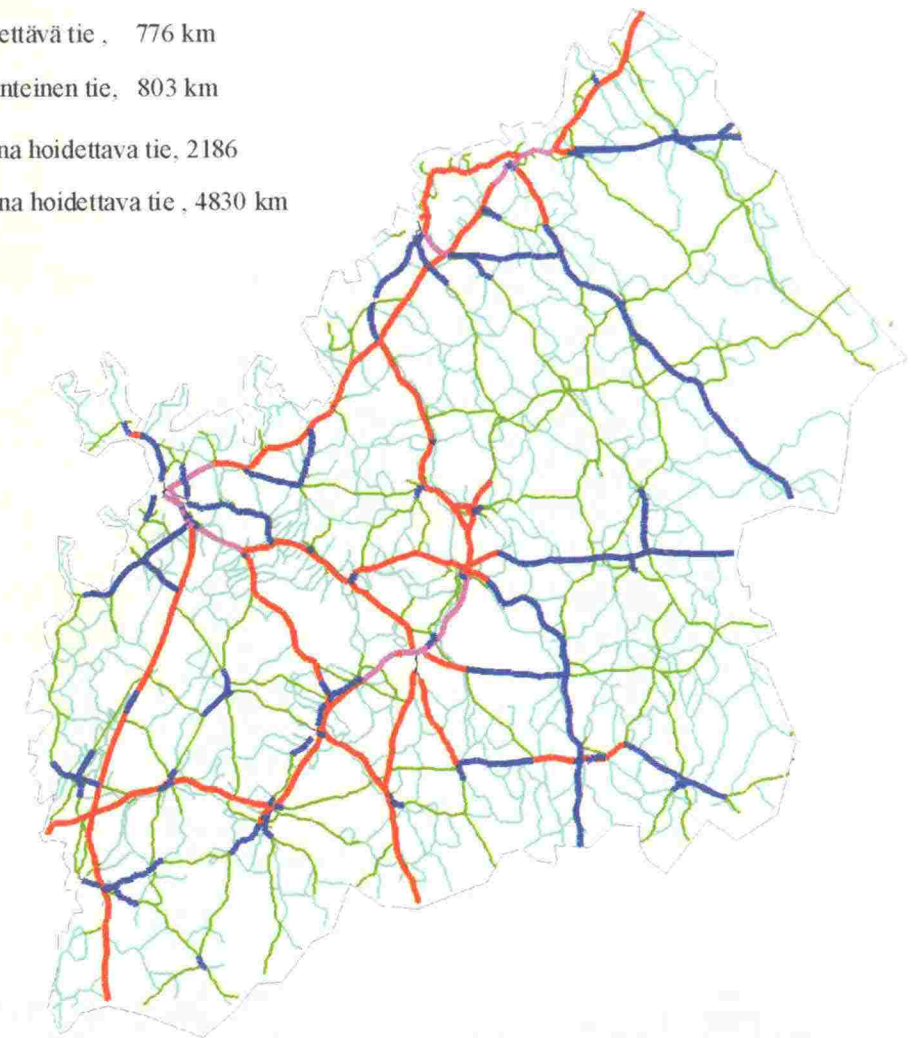 ettävä tie , 776 km
nteinen tie, 803 km
na hoidettava tie, 2186
na hoidettava tie , 4830 km